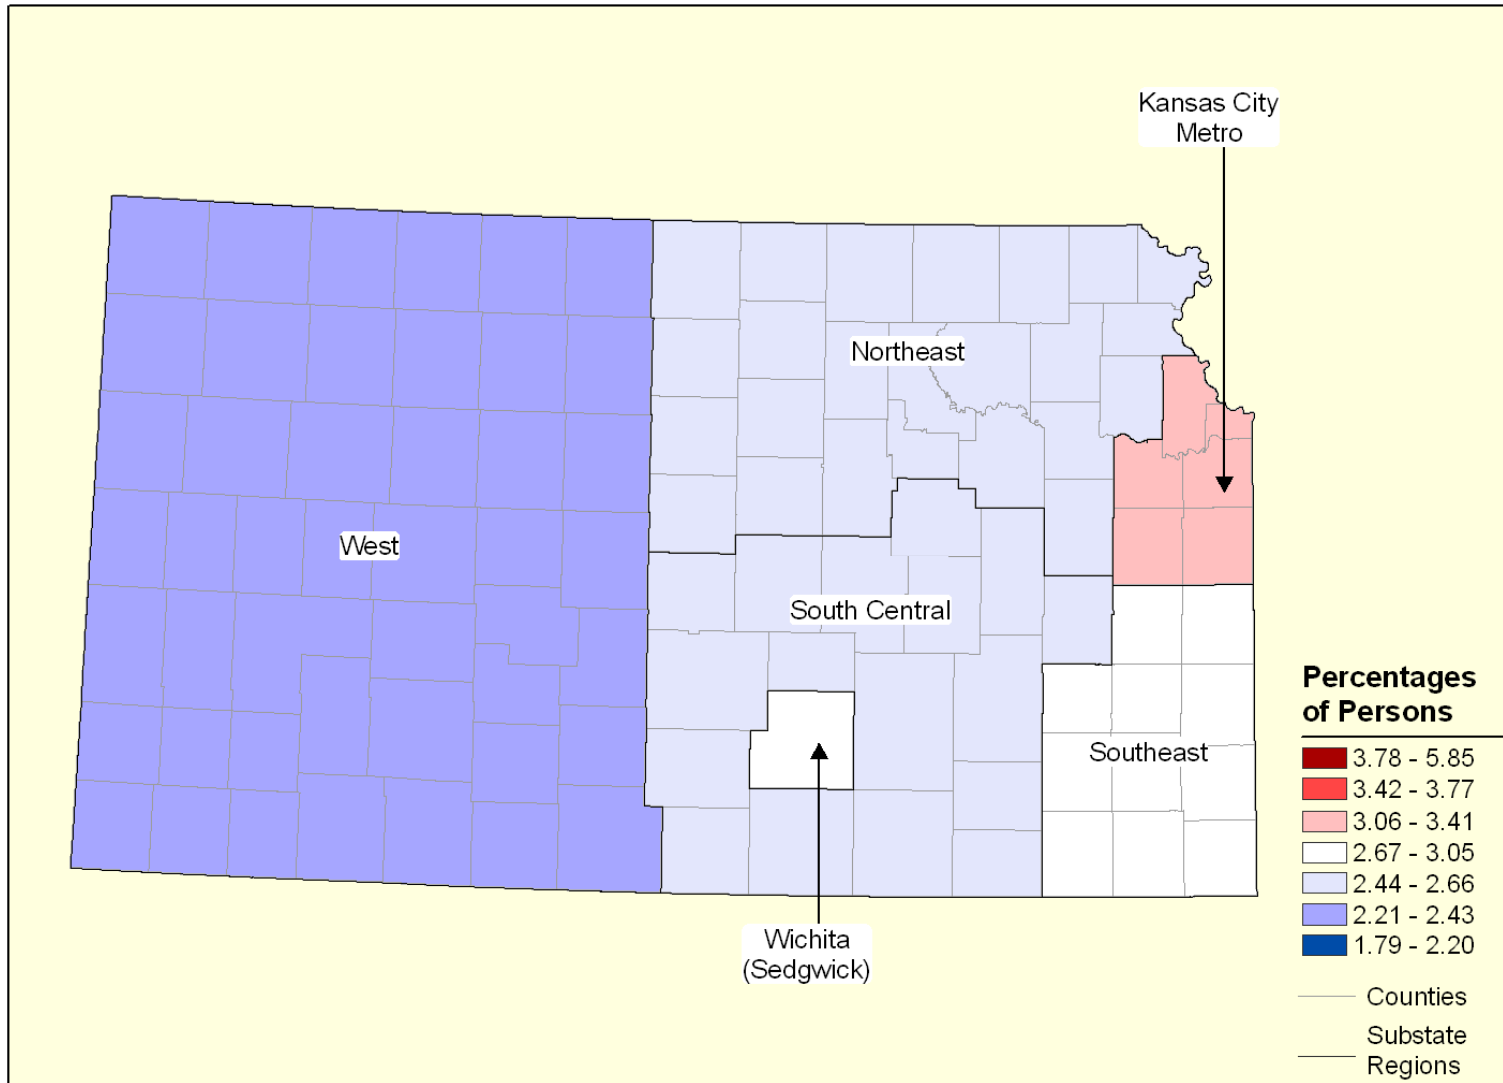 Kansas City
Metro
Northeast
West
South Central
Southeast
Wichita
(Sedgwick)
Percentages
of Persons
3.78 - 5.85
3.42 - 3.77
3.06 - 3.41
2.67 - 3.05
2.44 - 2.66
2.21 - 2.43
1.79 - 2.20
Counties
Substate
Regions